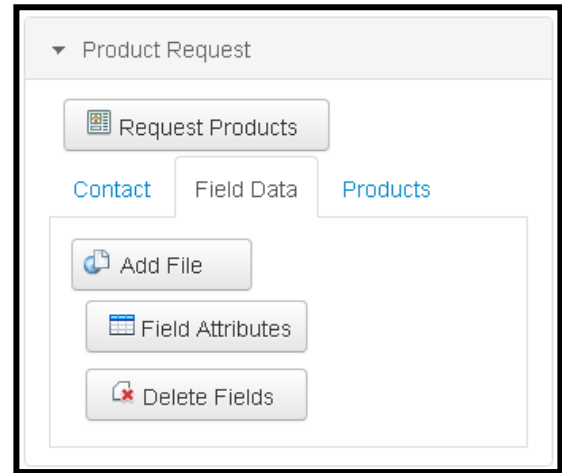 Product Request
Request Products
Contact Field Data Products
Add File
Field Attributes
Delete Fields